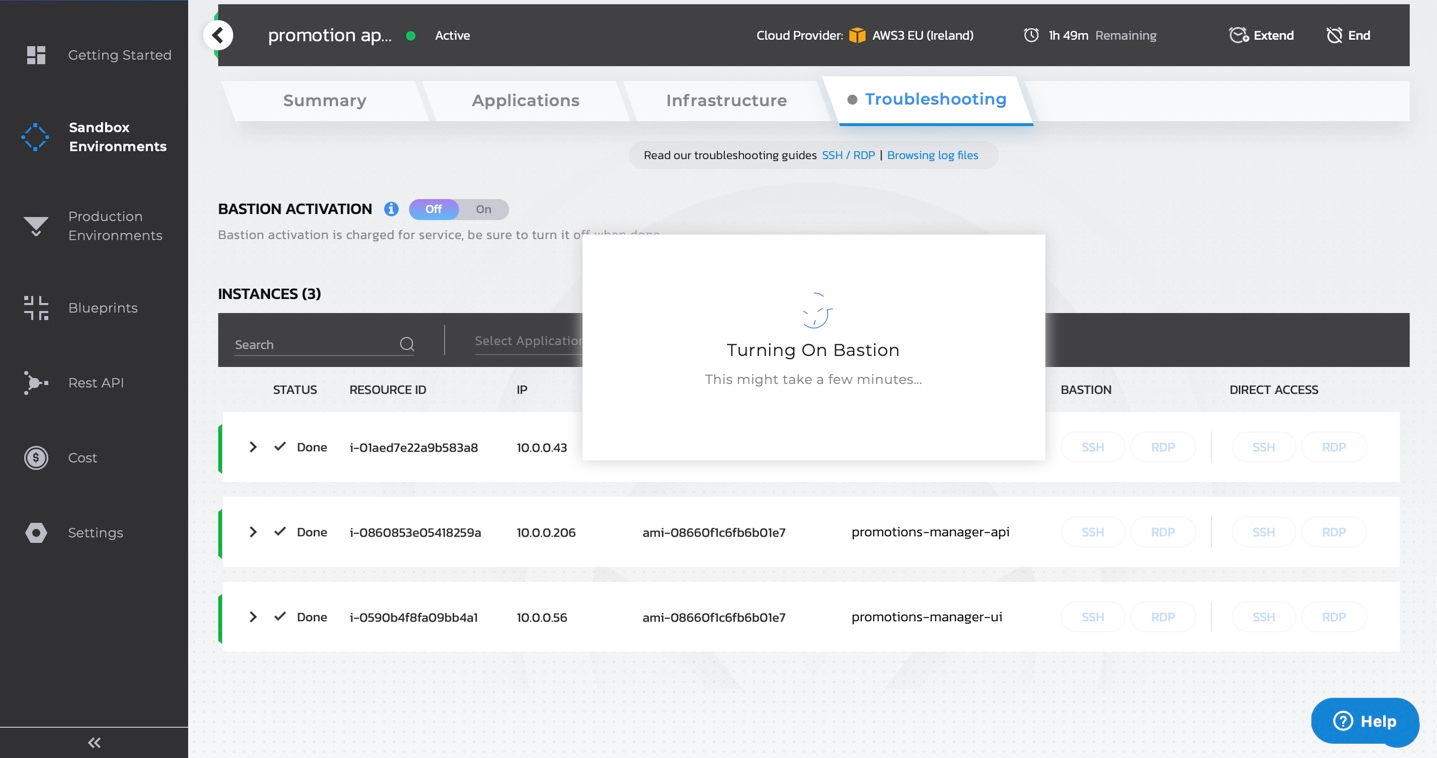 promotion ap... Active Cloud Provider: AWS3 EU (Ireland) 1h 49m Remaining Extend End
Getting Started
Sandbox
Environments
Production
Environments
Blueprints
Rest API
Cost
Settings
Summary Applications Infrastructure Troubleshooting
Read our troubleshooting guides SSH / RDP | Browsing log files
BASTION ACTIVATION Off On
Bastion activation is charged for service, be sure to turn it off when done
INSTANCES (3)
Search Select Application
Turning On Bastion
This might take a few minutes...
STATUS RESOURCE ID IP BASTION DIRECT ACCESS
Done i-01aed7e22a9b583a8 10.0.0.43 SSH RDP SSH RDP
Done i-0860853e05418259a 10.0.0.206 ami-08660f1c6fb6b01e7 promotions-manager-api SSH RDP SSH RDP
Done i-0590b4f8fa09bb4a1 10.0.0.56 ami-08660f1c6fb6b01e7 promotions-manager-ui SSH RDP SSH RDP
Help